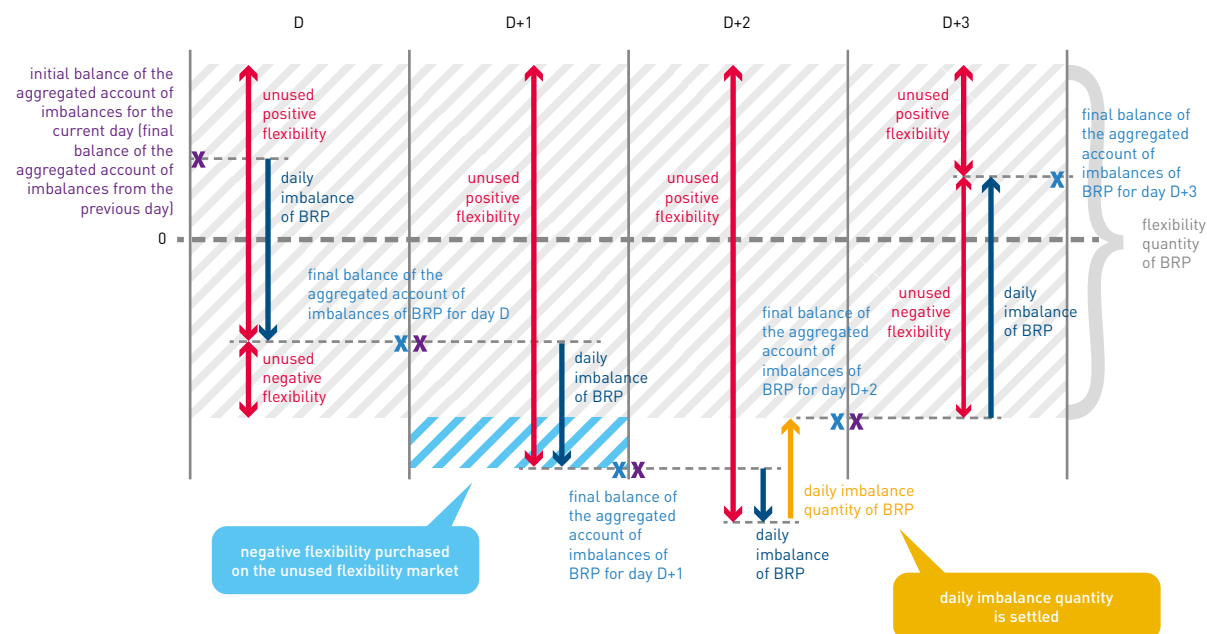 D
D+1
D+2
D+3
initial balance of the
aggregated account of
imbalances for the
current day (final
balance of the
aggregated account of
imbalances from the
previous day)
0
unused
positive
flexibility
daily
imbalance
of BRP
final balance of the
aggregated account of
imbalances of BRP for day D
unused
negative
flexibility
unused
positive
flexibility
daily
imbalance
of BRP
final balance of
the aggregated
account of
imbalances of
BRP for day D+1
negative flexibility purchased
on the unused flexibility market
unused
positive
flexibility
daily
imbalance
of BRP
daily imbalance
quantity of BRP
final balance of
the aggregated
account of
imbalances of
BRP for day D+2
daily imbalance quantity
is settled
unused
positive
flexibility
unused
negative
flexibility
daily
imbalance
of BRP
final balance of
the aggregated
account of
imbalances of
BRP for day D+3
flexibility
quantity
of BRP